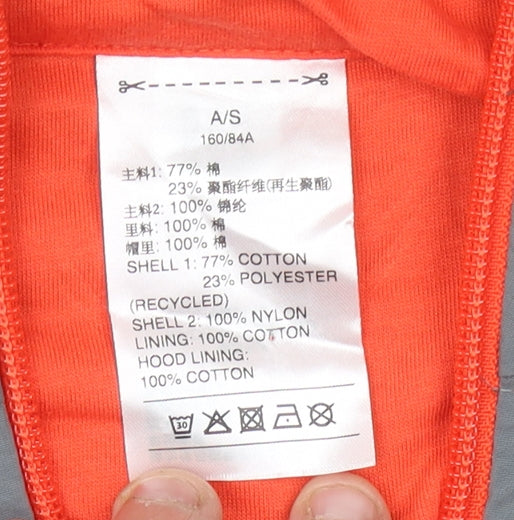 A/S
160/84A
主料1: 77% 棉
23% 聚酯纤维(再生聚酯)
主料2: 100% 锦纶
里料: 100% 棉
帽里: 100% 棉
SHELL 1: 77% COTTON
23% POLYESTER
(RECYCLED)
SHELL 2: 100% NYLON
LINING: 100% COTTON
HOOD LINING:
100% COTTON
30